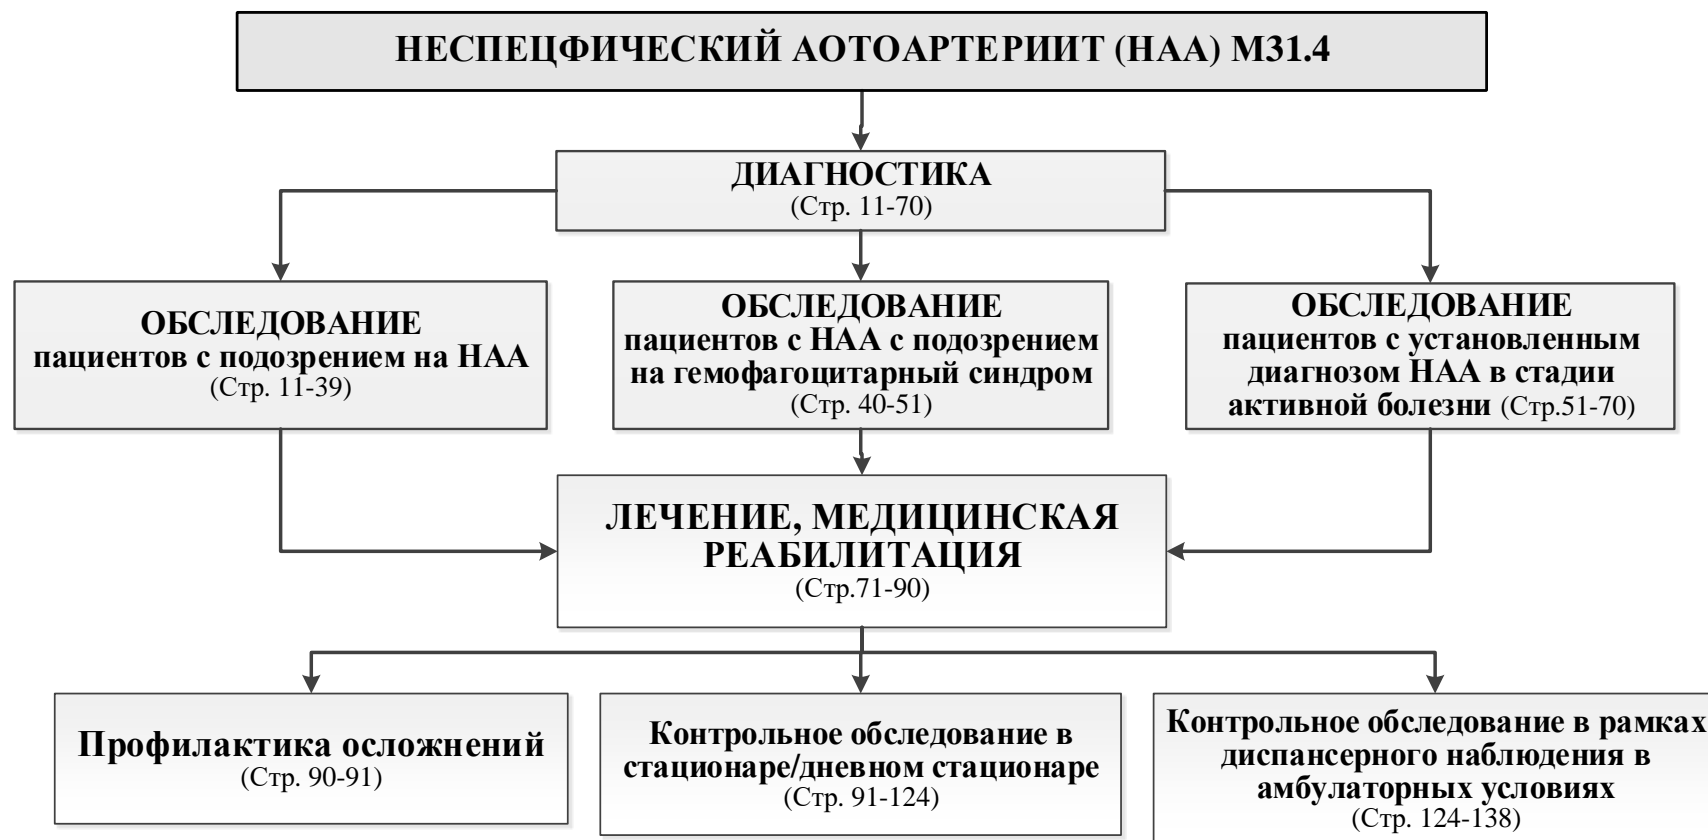 НЕСПЕЦФИЧЕСКИЙ АОТОАРТЕРИИТ (НАА) M31.4
ДИАГНОСТИКА
(Стр. 11-70)
ОБСЛЕДОВАНИЕ
пациентов с подозрением на НАА
(Стр. 11-39)
ОБСЛЕДОВАНИЕ
пациентов с НАА с подозрением
на гемофагоцитарный синдром
(Стр. 40-51)
ОБСЛЕДОВАНИЕ
пациентов с установленным
диагнозом НАА в стадии
активной болезни (Стр.51-70)
ЛЕЧЕНИЕ, МЕДИЦИНСКАЯ
РЕАБИЛИТАЦИЯ
(Стр.71-90)
Профилактика осложнений
(Стр. 90-91)
Контрольное обследование в
стационаре/дневном стационаре
(Стр. 91-124)
Контрольное обследование в рамках
диспансерного наблюдения в
амбулаторных условиях
(Стр. 124-138)